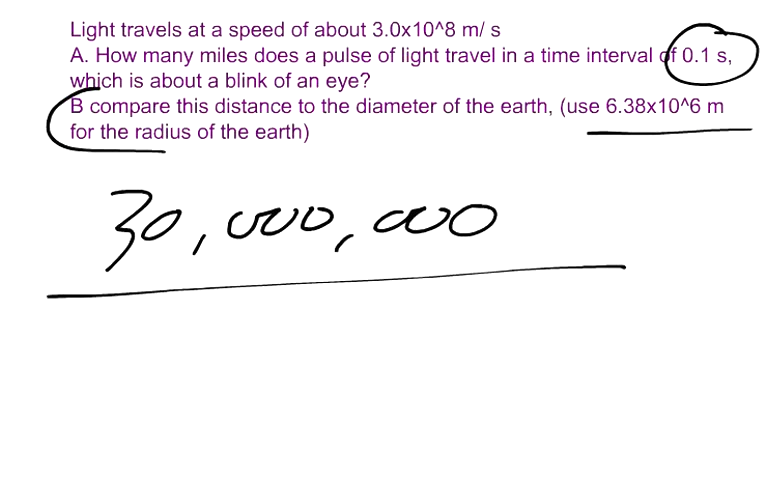 Light travels at a speed of about 3.0x10^8 m/ s
A. How many miles does a pulse of light travel in a time interval of 0.1 s,
which is about a blink of an eye?
B compare this distance to the diameter of the earth, (use 6.38x10^6 m
for the radius of the earth)
30,000,000